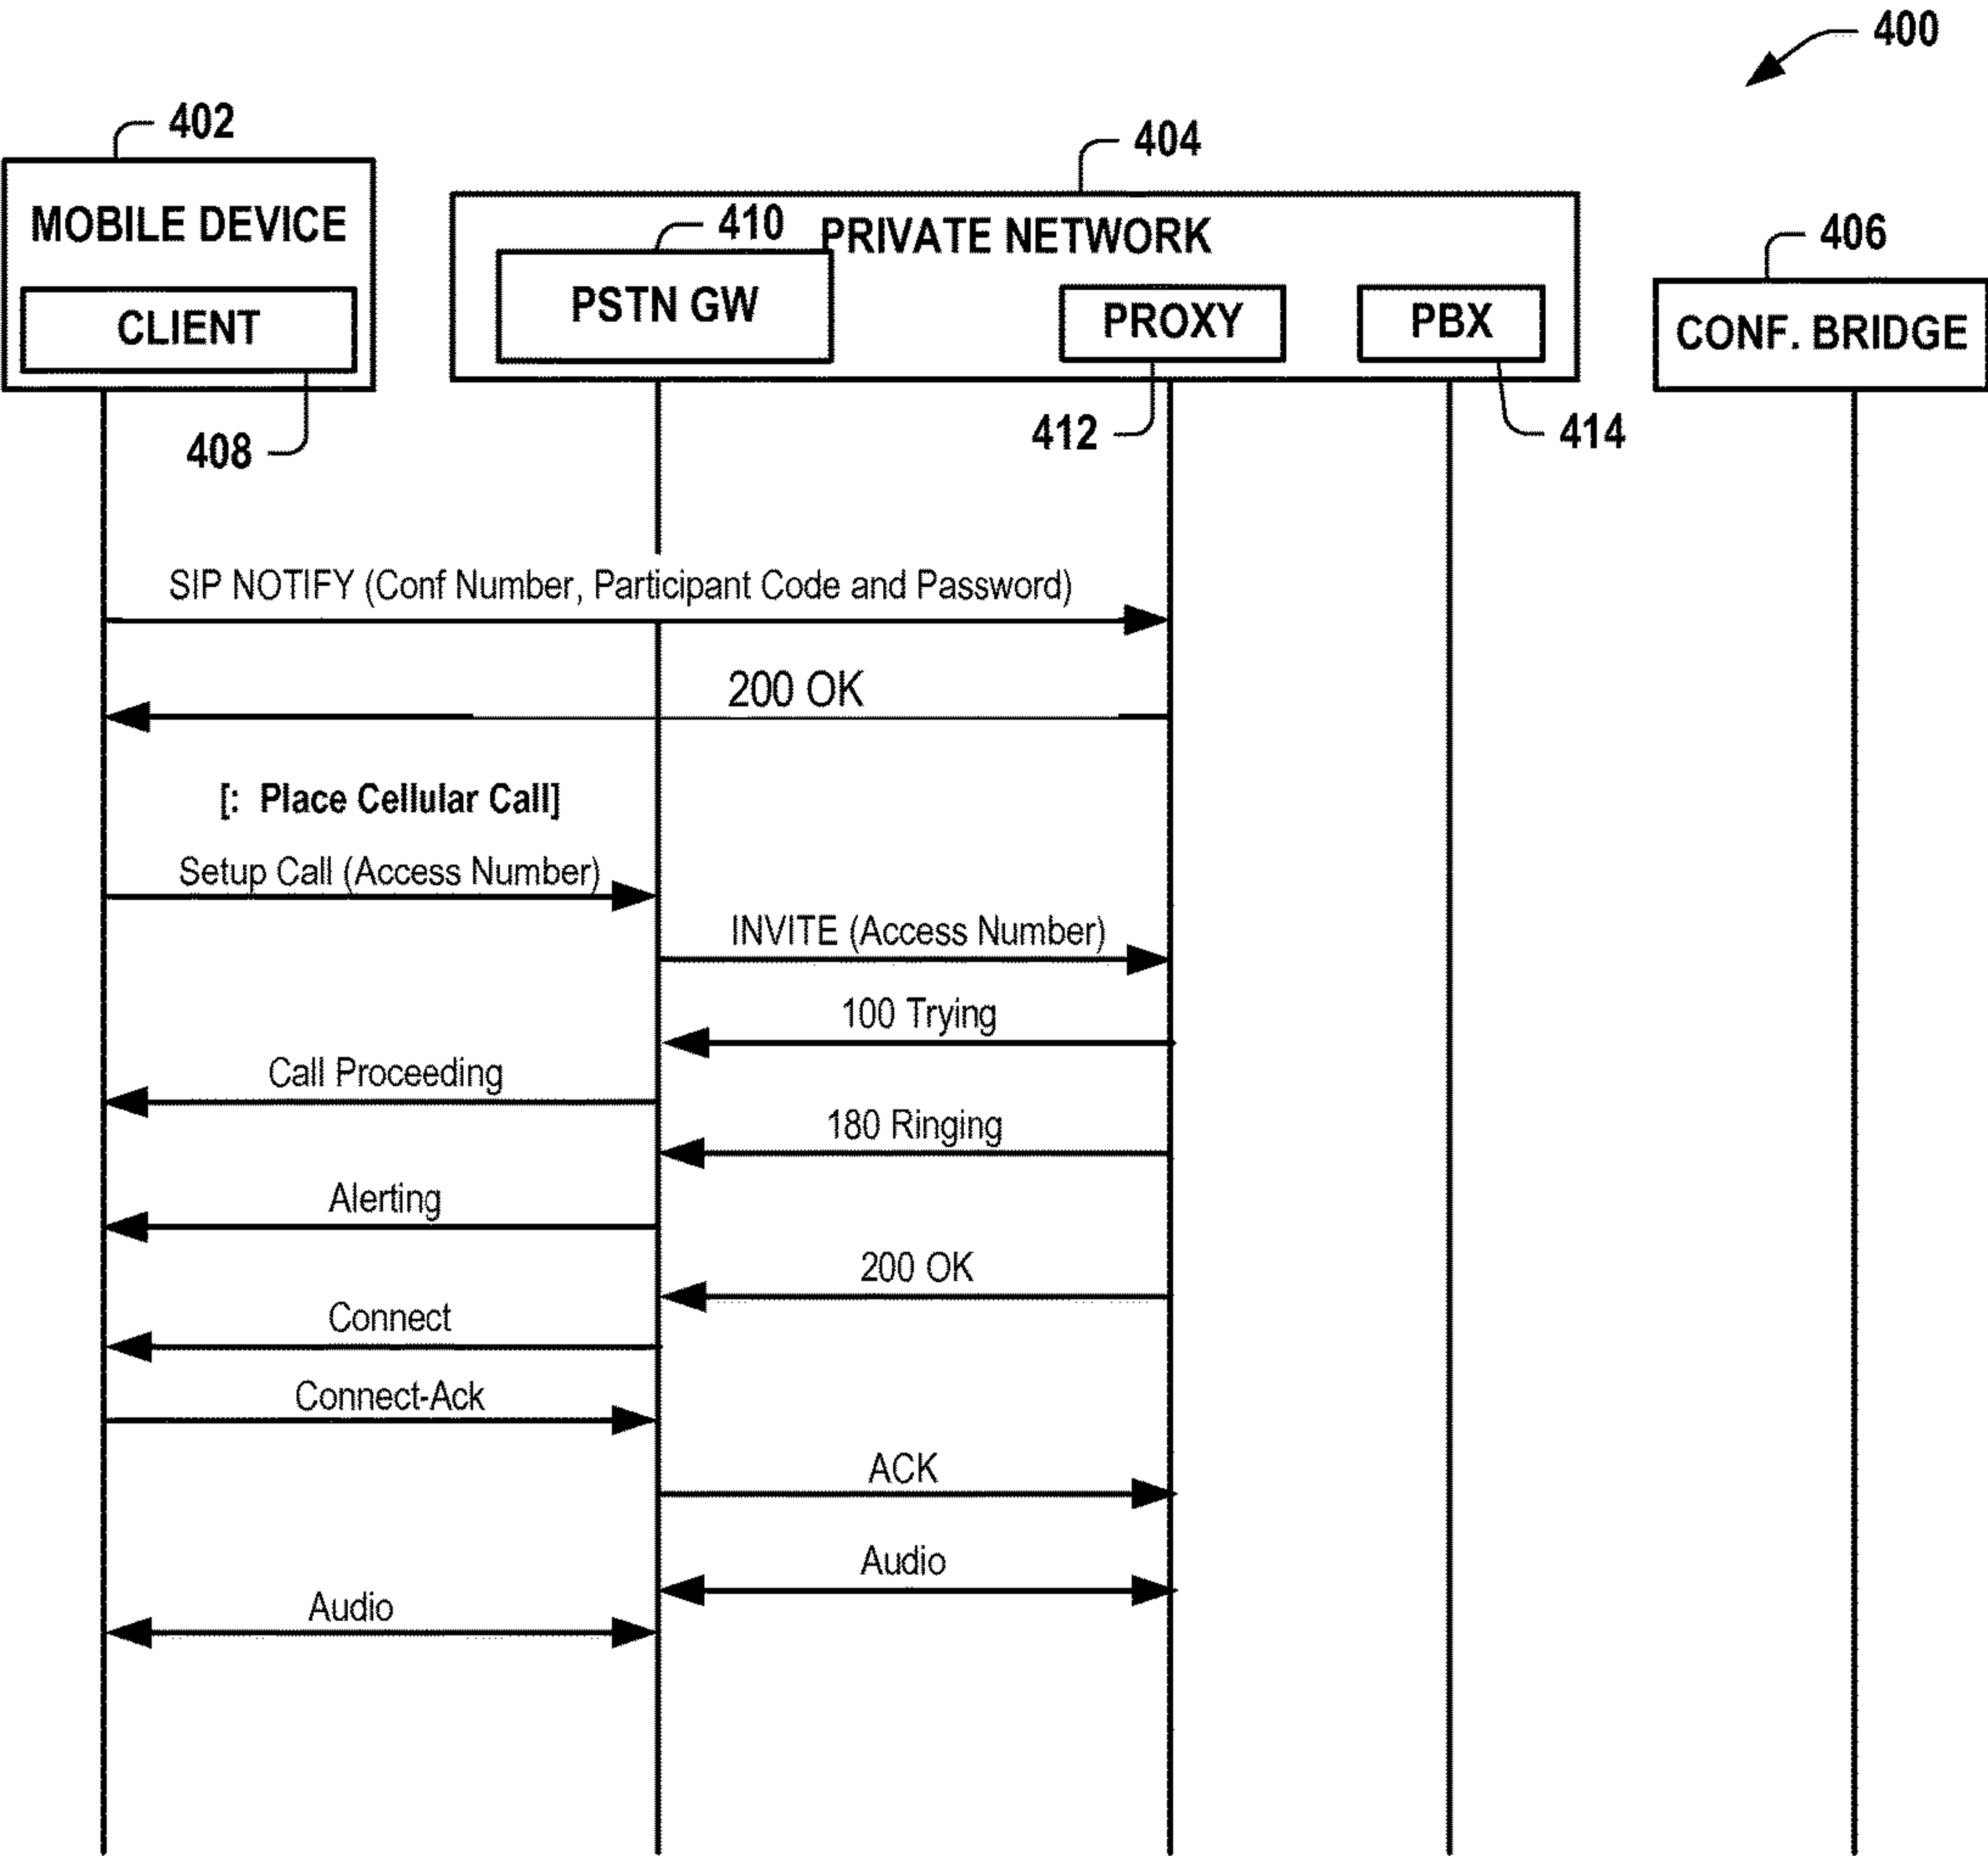 400
402
404
MOBILE DEVICE
410
PRIVATE NETWORK
406
PSTN GW
CLIENT
PROXY
PBX
CONF. BRIDGE
408
412
414
SIP NOTIFY (Conf Number, Participant Code and Password)
200 OK
[: Place Cellular Call]
Setup Call (Access Number)
INVITE (Access Number)
100 Trying
Call Proceeding
180 Ringing
Alerting
200 OK
Connect
Connect-Ack
ACK
Audio
Audio